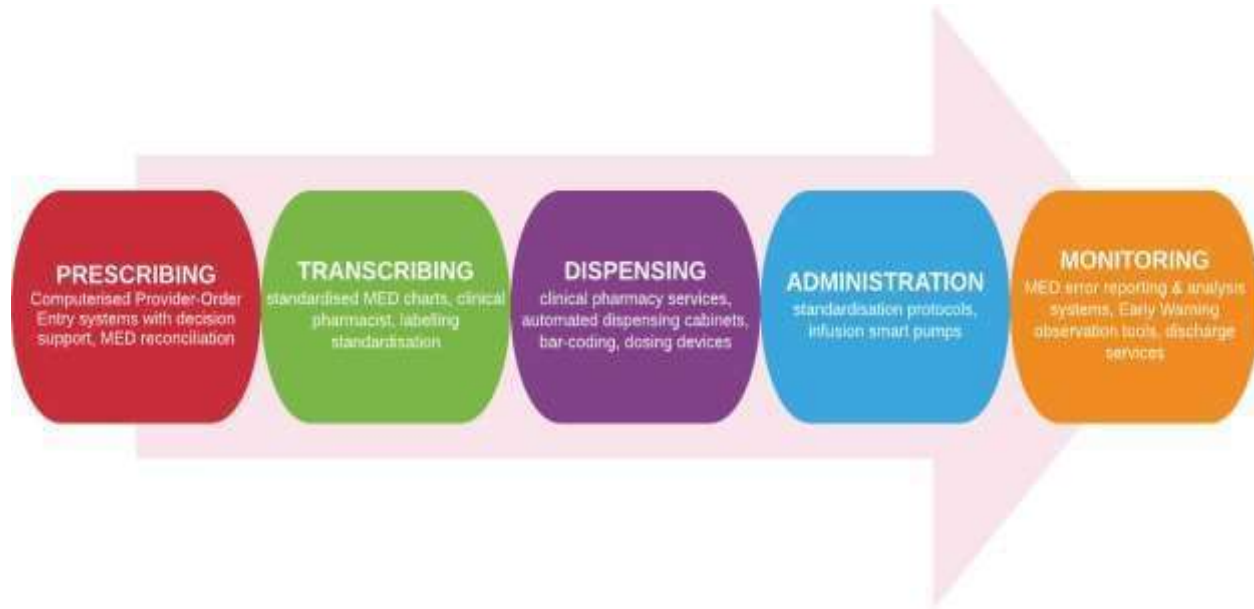 PRESCRIBING
Computerised Provider-Order
Entry systems with decision
support, MED reconciliation
TRANSCRIBING
standardised MED charts, clinical
pharmacist, labelling
standardisation
DISPENSING
clinical pharmacy services,
automated dispensing cabinets,
bar-coding, dosing devices
ADMINISTRATION
standardisation protocols,
infusion smart pumps
MONITORING
MED error reporting & analysis
systems, Early Warning
observation tools, discharge
services